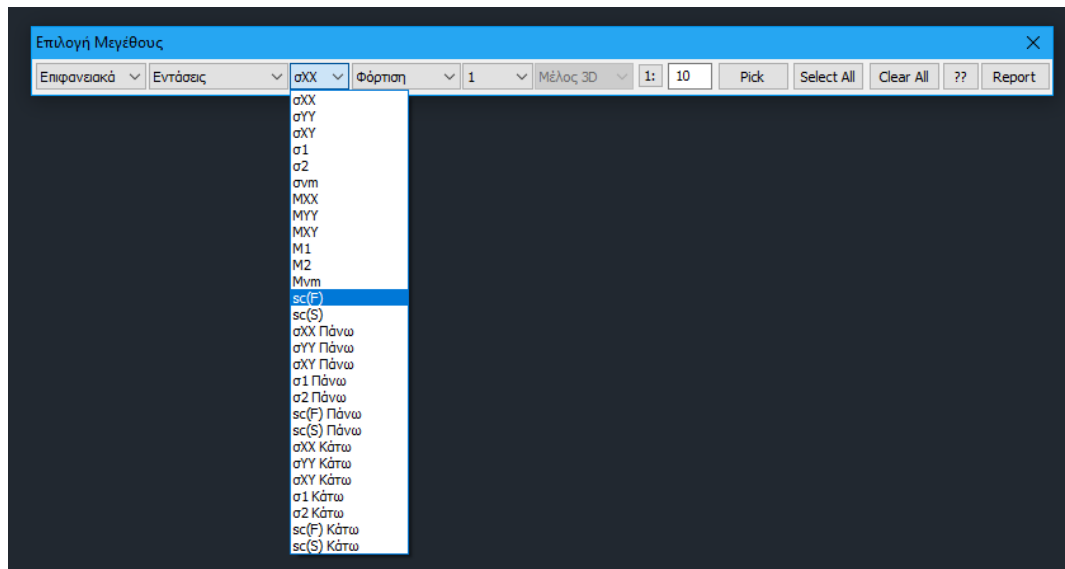 Επιλογή Μεγέθους
Επιφανειακά Εντάσεις σXX Φόρτιση 1 Μέλος 3D 1: 10 Pick Select All Clear All ?? Report
σXX
σYY
σXY
σ1
σ2
σvm
MXX
MYY
MXY
M1
M2
Mvm
sc(F)
sc(S)
σXX Πάνω
σYY Πάνω
σXY Πάνω
σ1 Πάνω
σ2 Πάνω
sc(F) Πάνω
sc(S) Πάνω
σXX Κάτω
σYY Κάτω
σXY Κάτω
σ1 Κάτω
σ2 Κάτω
sc(F) Κάτω
sc(S) Κάτω